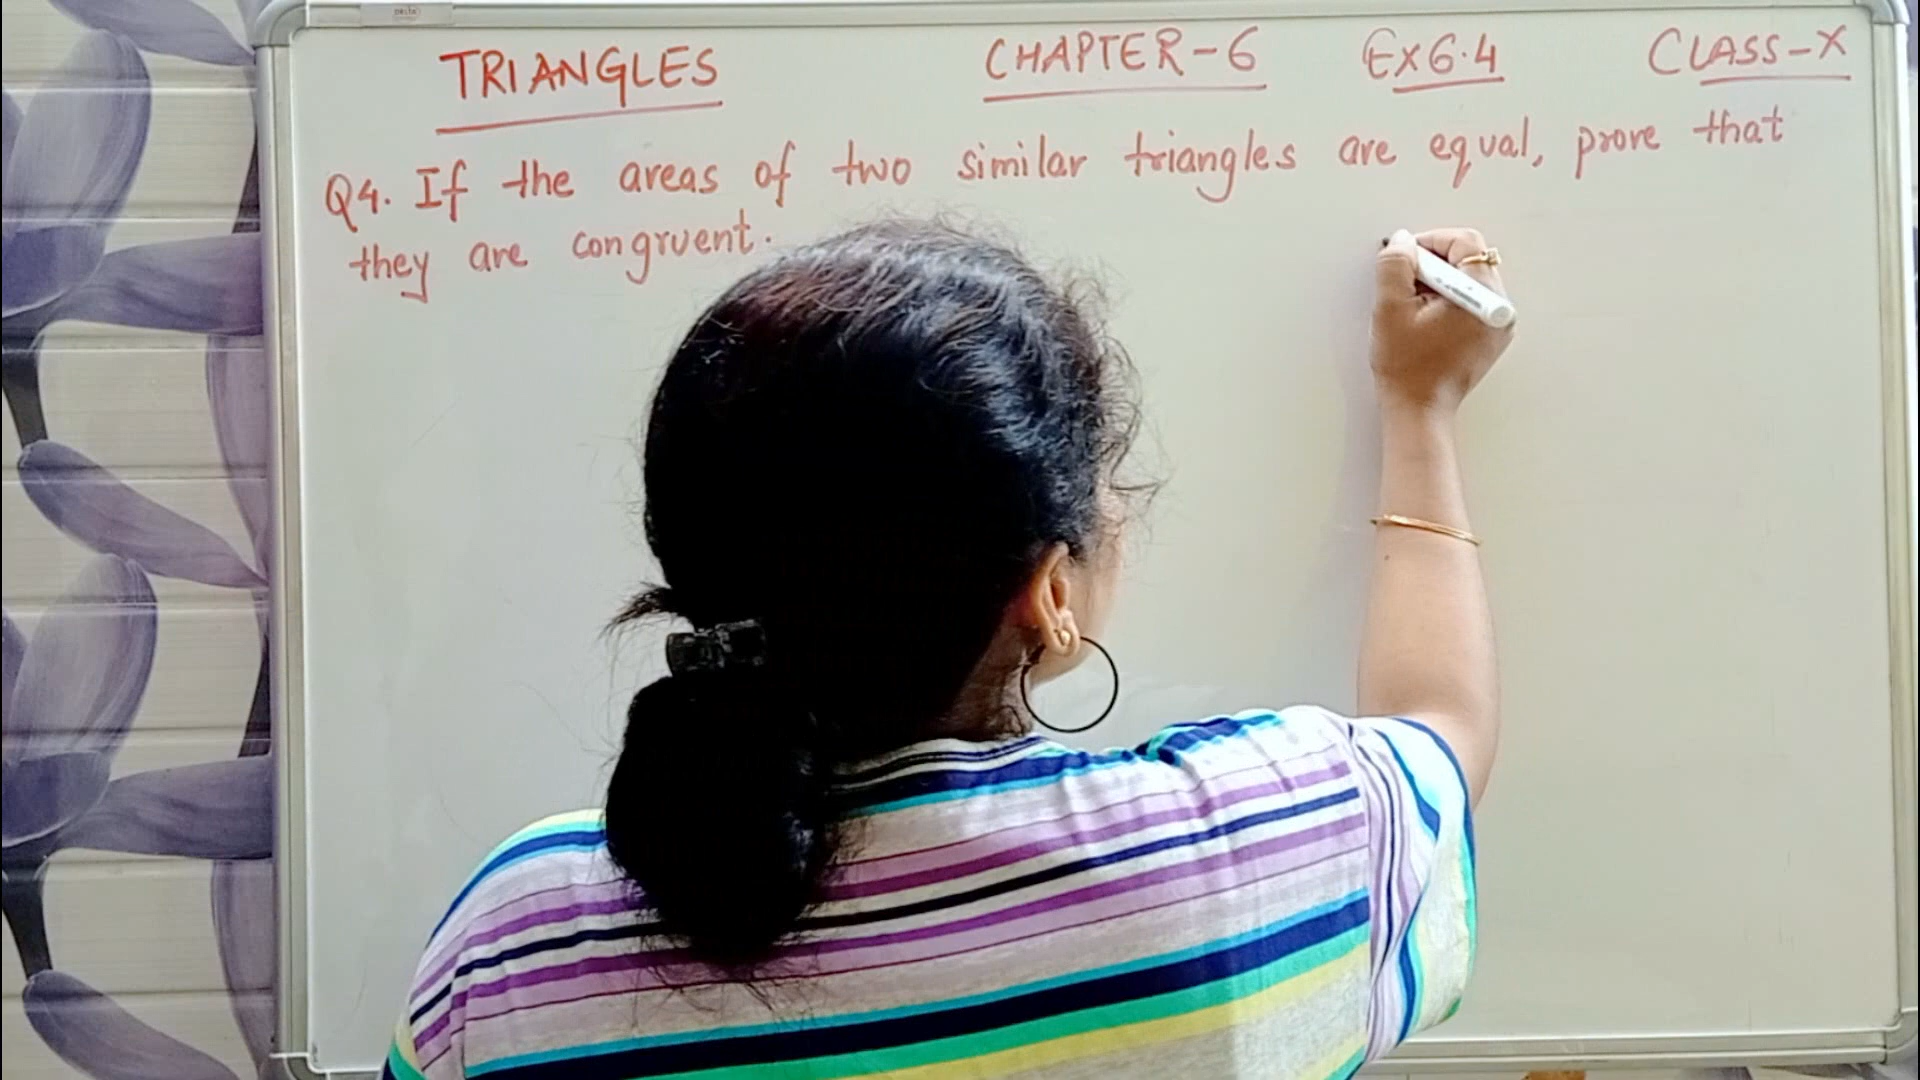 TRIANGLES CHAPTER-6 EX6.4 CLASS-X
Q4. If the areas of two similar triangles are equal, prove that
they are congruent.